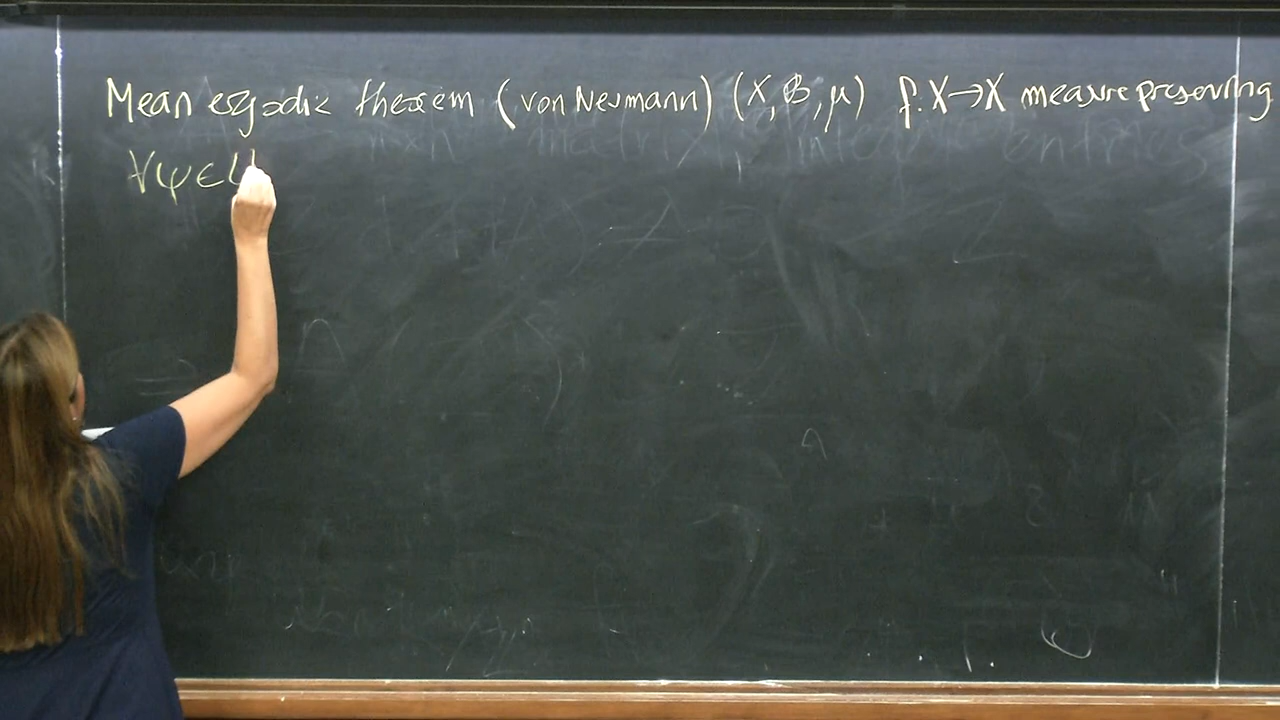 Mean ergodic theorem (von Neumann) (X, B, μ) f: X→X measure preserving
∀φ∈L